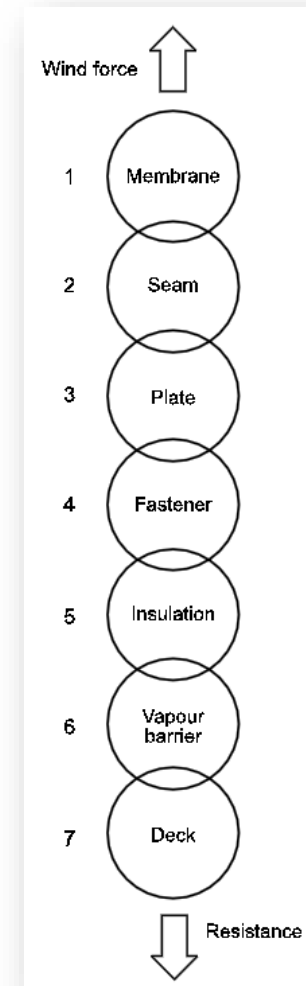 Wind force
1 Membrane
2 Seam
3 Plate
4 Fastener
5 Insulation
6 Vapour
barrier
7 Deck
Resistance